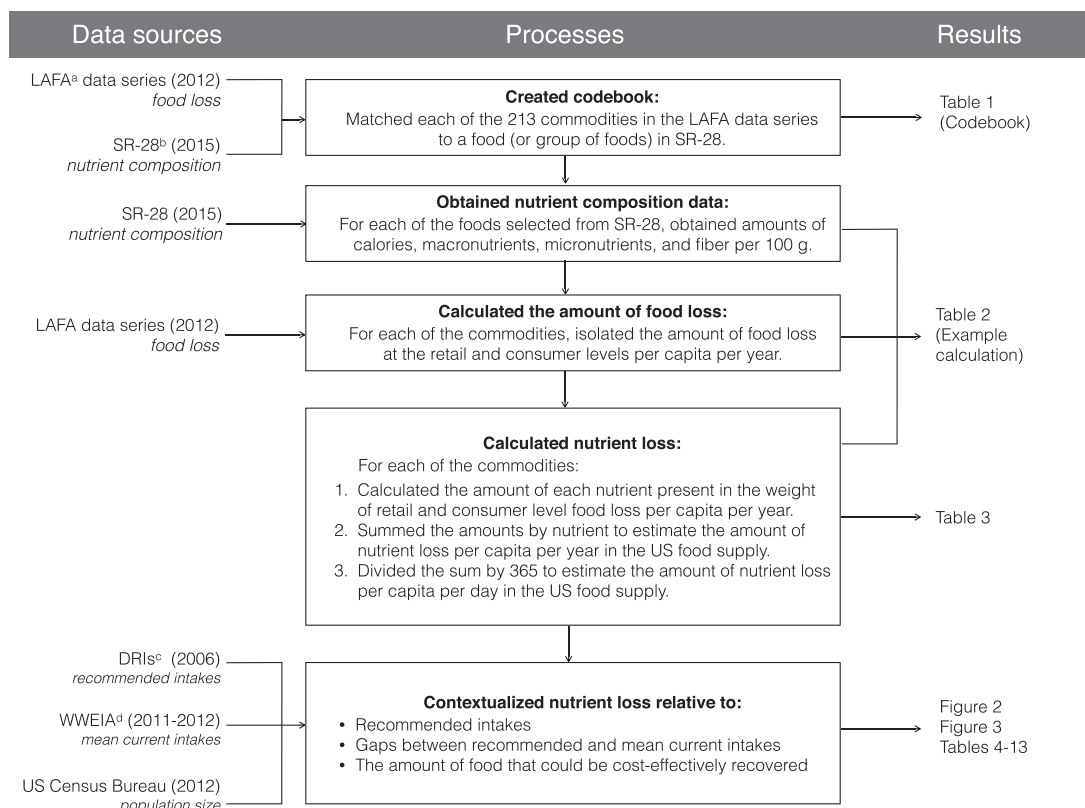 Data sources
Processes
Results
LAFAᵃ data series (2012)
food loss
SR-28ᵇ (2015)
nutrient composition
Created codebook:
Matched each of the 213 commodities in the LAFA data series
to a food (or group of foods) in SR-28.
Table 1
(Codebook)
SR-28 (2015)
nutrient composition
Obtained nutrient composition data:
For each of the foods selected from SR-28, obtained amounts of
calories, macronutrients, micronutrients, and fiber per 100 g.
LAFA data series (2012)
food loss
Calculated the amount of food loss:
For each of the commodities, isolated the amount of food loss
at the retail and consumer levels per capita per year.
Table 2
(Example
calculation)
Calculated nutrient loss:
For each of the commodities:
1. Calculated the amount of each nutrient present in the weight
of retail and consumer level food loss per capita per year.
2. Summed the amounts by nutrient to estimate the amount of
nutrient loss per capita per year in the US food supply.
3. Divided the sum by 365 to estimate the amount of nutrient loss
per capita per day in the US food supply.
Table 3
DRIsᶜ (2006)
recommended intakes
WWEIAᵈ (2011-2012)
mean current intakes
US Census Bureau (2012)
population size
Contextualized nutrient loss relative to:
• Recommended intakes
• Gaps between recommended and mean current intakes
• The amount of food that could be cost-effectively recovered
Figure 2
Figure 3
Tables 4-13